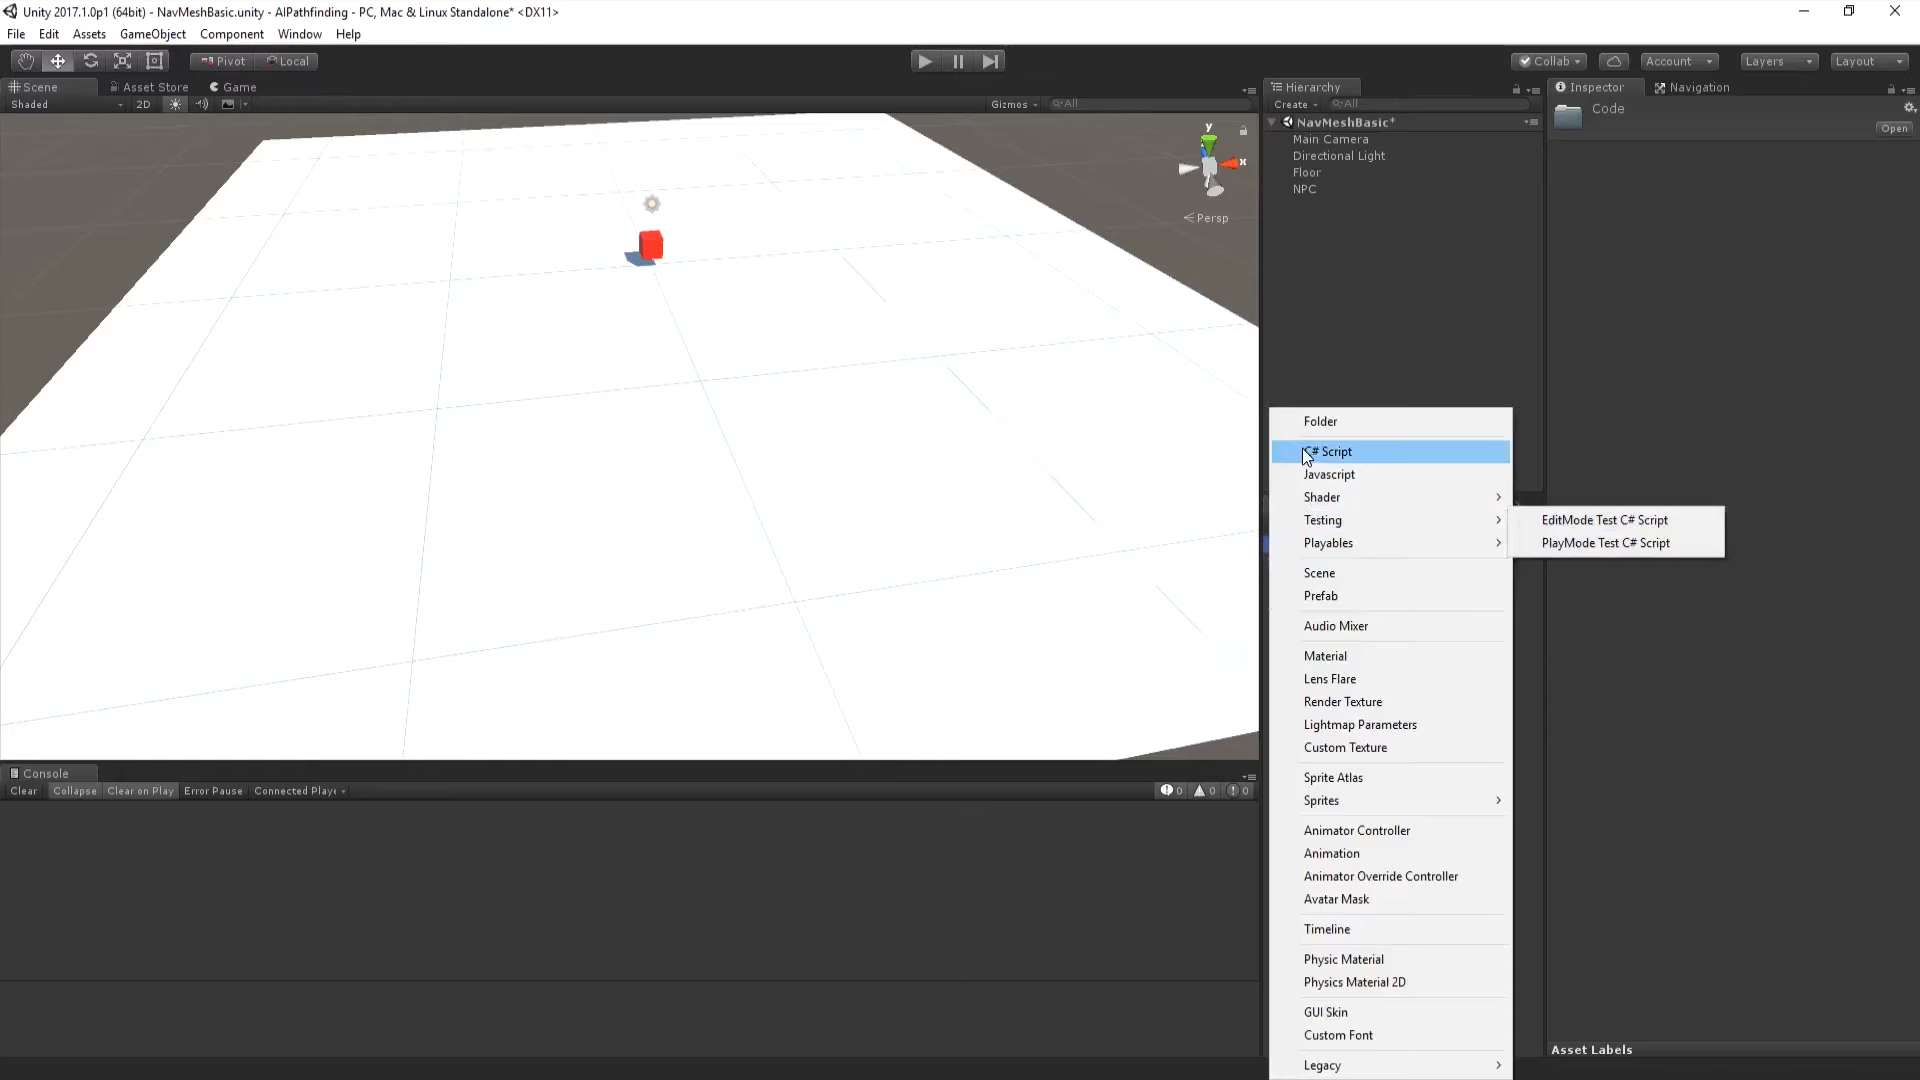 Unity 2017.1.0p1 (64bit) - NavMeshBasic.unity - AIPathfinding - PC, Mac & Linux Standalone* <DX11>
File Edit Assets GameObject Component Window Help
Pivot Local Collab Account Layers Layout
Scene Asset Store Game Hierarchy Inspector Navigation
Shaded 2D Gizmos All Create All Code
Open
NavMeshBasic*
Main Camera
Directional Light
Floor
NPC
y
x
Persp
Folder
C# Script
Javascript
Shader
Testing
EditMode Test C# Script
Playables
PlayMode Test C# Script
Scene
Prefab
Audio Mixer
Material
Lens Flare
Render Texture
Lightmap Parameters
Custom Texture
Sprite Atlas
Sprites
Animator Controller
Animation
Animator Override Controller
Avatar Mask
Timeline
Physic Material
Physics Material 2D
GUI Skin
Custom Font
Legacy
Console
Clear Collapse Clear on Play Error Pause Connected Playe 0 0 0
Asset Labels